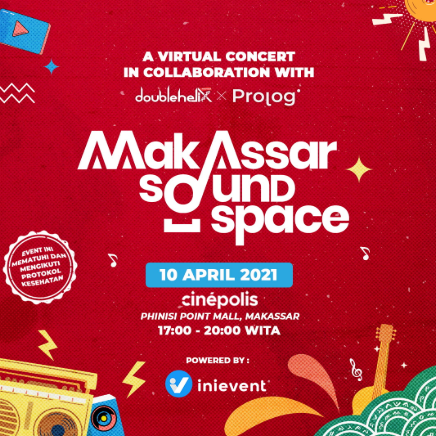 A VIRTUAL CONCERT
IN COLLABORATION WITH
doublehelix × Prolog
MakAssar
soUnD
space
EVENT INI
MEMATUHI DAN
MENGIKUTI
PROTOKOL
KESEHATAN
10 APRIL 2021
cinépolis
PHINISI POINT MALL, MAKASSAR
17:00 - 20:00 WITA
POWERED BY :
inievent